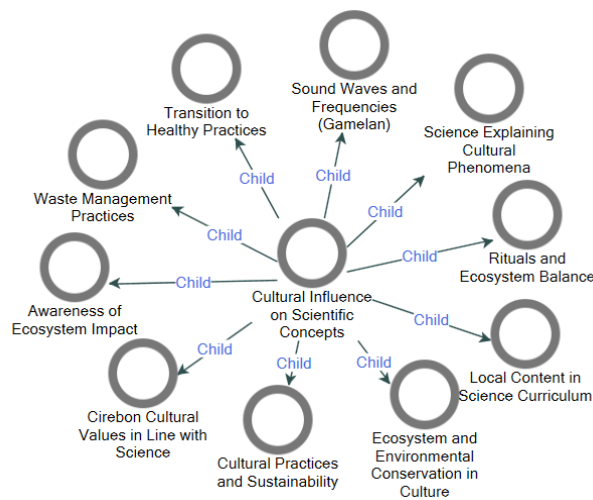 Sound Waves and
Frequencies
(Gamelan)
Transition to
Healthy Practices
Science Explaining
Cultural
Phenomena
Child
Child
Child
Waste Management
Practices
Child
Child
Rituals and
Ecosystem Balance
Awareness of
Ecosystem Impact
Child
Cultural Influence
on Scientific
Concepts
Child
Local Content in
Science Curriculum
Child
Child
Child
Cirebon Cultural
Values in Line with
Science
Cultural Practices
and Sustainability
Ecosystem and
Environmental
Conservation in
Culture